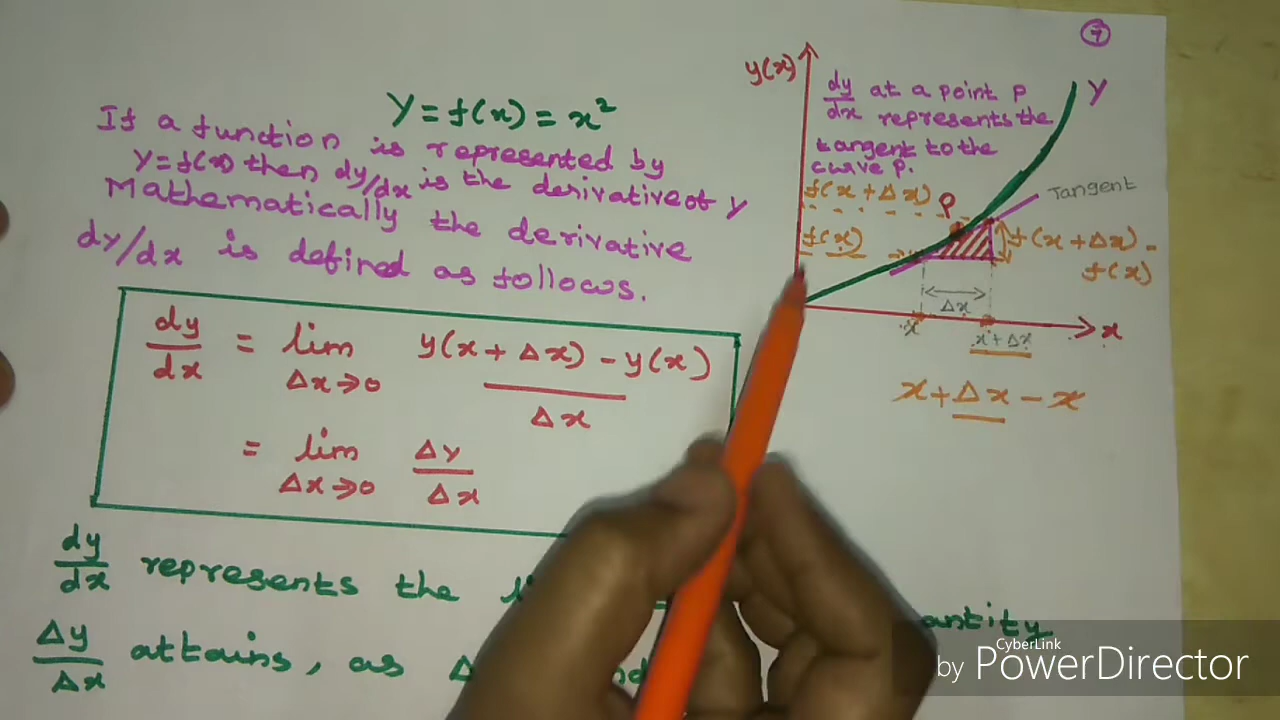 7
Y = f(x) = x²
If a function is represented by
Y=f(x) then dy/dx is the derivative of Y
Mathematically the derivative
dy/dx is defined as follows.
dy/dx = lim Δx→0 y(x+Δx) - y(x) / Δx
= lim Δx→0 Δy/Δx
dy/dx represents the
Δy/Δx attains, as Δ
antity
y(x)
dy/dx at a point P
represents the
tangent to the
curve P.
Y
f(x+Δx)
P
Tangent
f(x)
f(x+Δx) -
f(x)
Δx
x
x+Δx
x
x+Δx-x
CyberLink
by PowerDirector